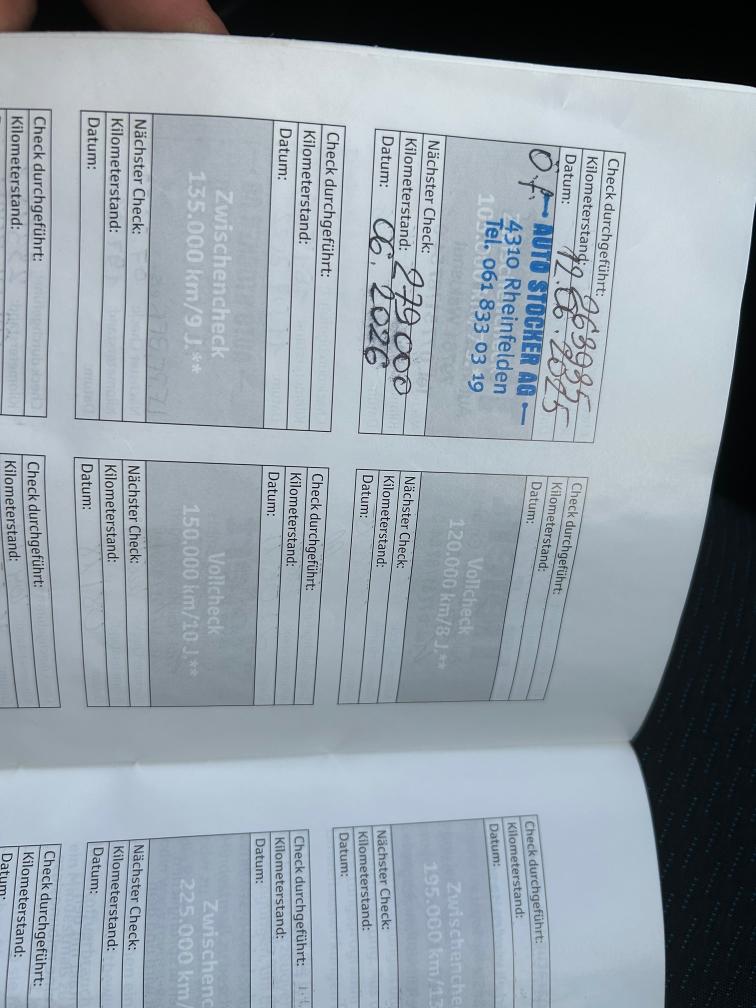 Check durchgeführt:
Kilometerstand: 263985
Datum: 12.06.2025
AUTO STOCKER AG
4310 Rheinfelden
Tel. 061 833 03 19
Nächster Check:
Kilometerstand: 279000
Datum: 06.2026
Check durchgeführt:
Kilometerstand:
Datum:
Vollcheck
120.000 km/8 J.**
Nächster Check:
Kilometerstand:
Datum:
Check durchgeführt:
Kilometerstand:
Datum:
Nächster Check:
Kilometerstand:
Datum:
Check durchgeführt:
Kilometerstand:
Datum:
Zwischencheck
135.000 km/9 J.**
Nächster Check:
Kilometerstand:
Datum:
Check durchgeführt:
Kilometerstand:
Datum:
Vollcheck
150.000 km/10 J.**
Nächster Check:
Kilometerstand:
Datum:
Check durchgeführt:
Kilometerstand:
Datum:
225.000 km/
Nächster Check:
Kilometerstand:
Datum:
Check durchgeführt:
Kilometerstand:
Check durchgeführt:
Kilometerstand:
Check durchgeführt:
Kilometerstand:
Datum: